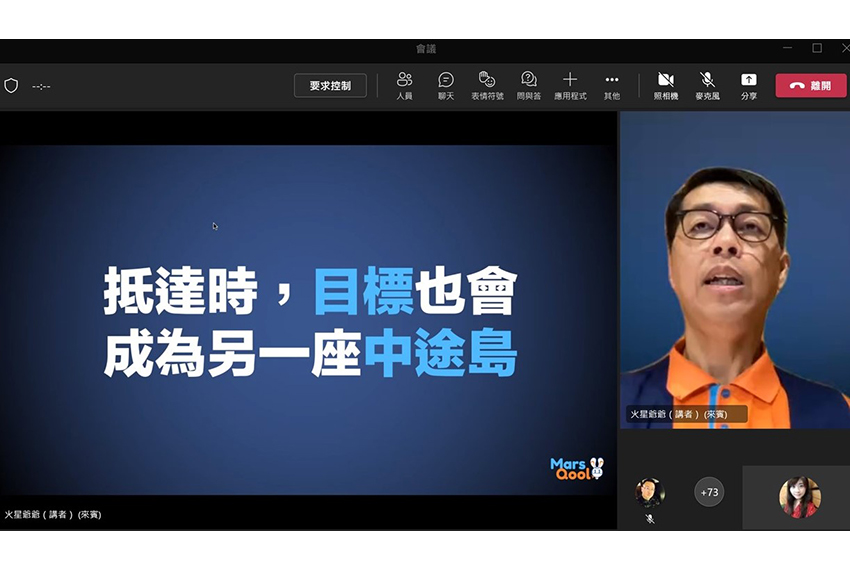 會議
--:--
要求控制
人員
聊天
表情符號
問與答
應用程式
其他
照相機
麥克風
分享
離開
抵達時，目標也會
成為另一座中途島
Mars
Qool
火星爺爺（講者）(來賓)
火星爺爺（講者）(來賓)
+73